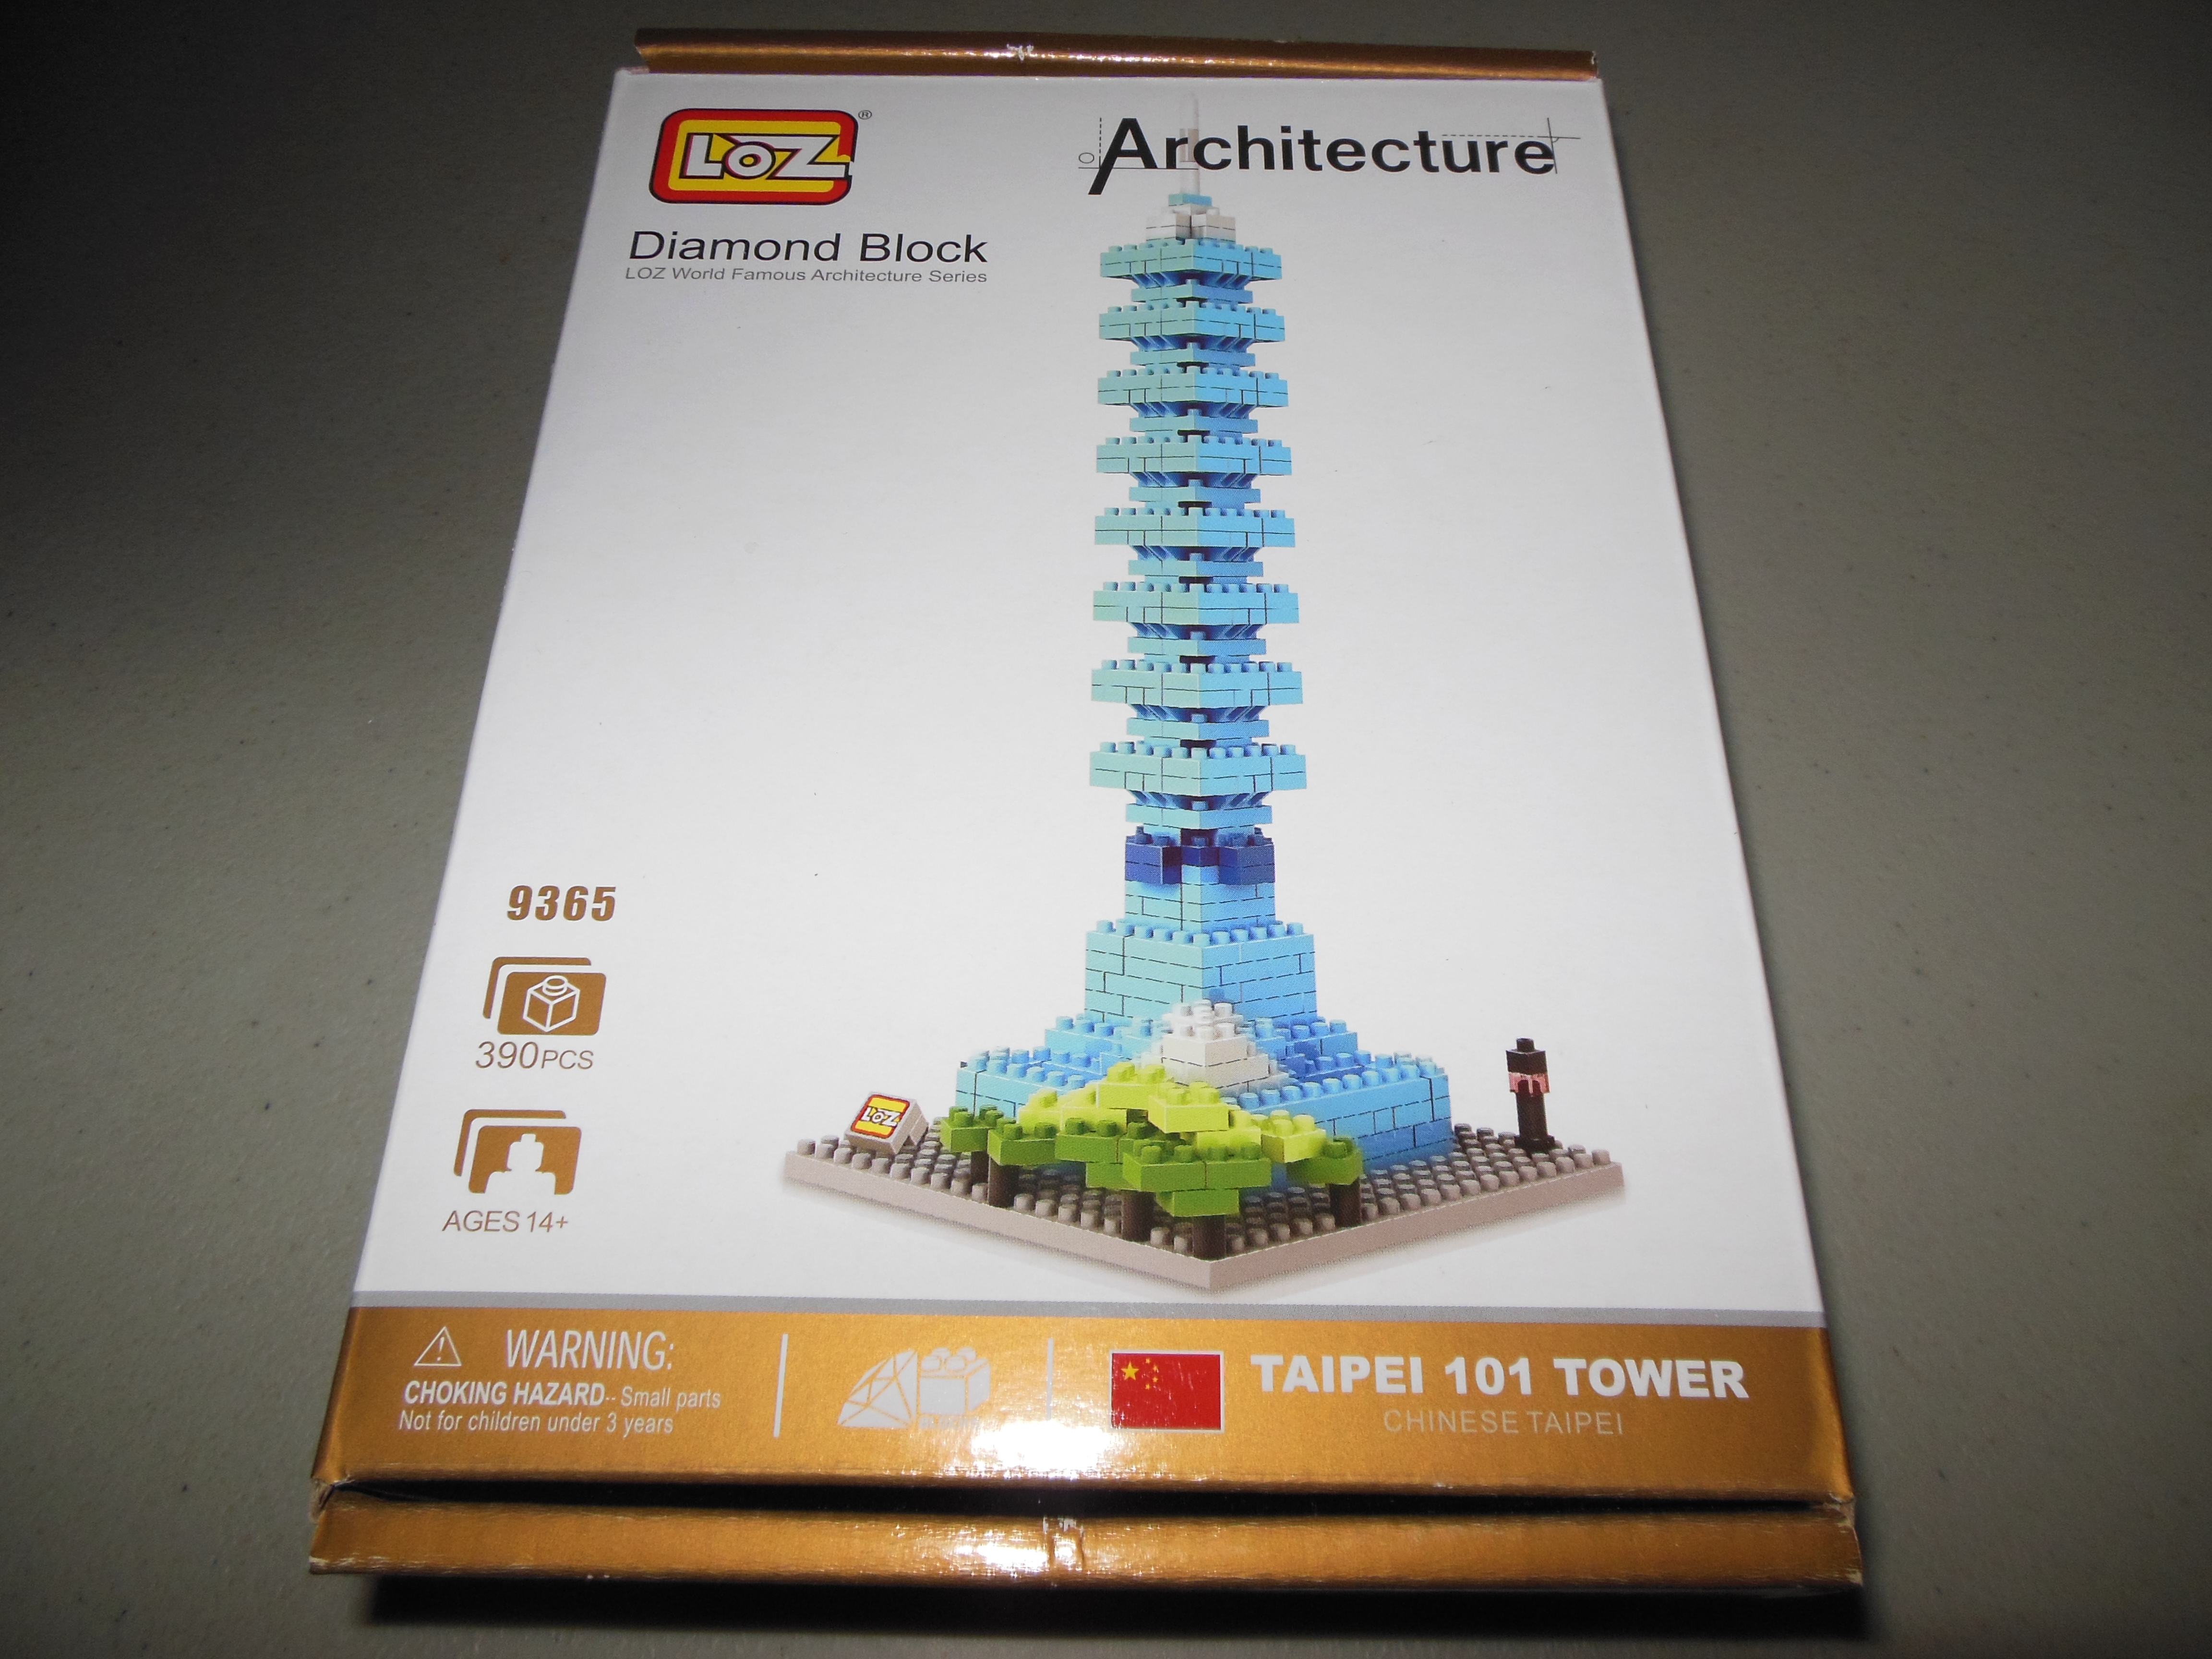 LOZ®
Architecture
Diamond Block
LOZ World Famous Architecture Series
9365
390PCS
LOZ
AGES 14+
WARNING:
CHOKING HAZARD-- Small parts
Not for children under 3 years
TAIPEI 101 TOWER
CHINESE TAIPEI